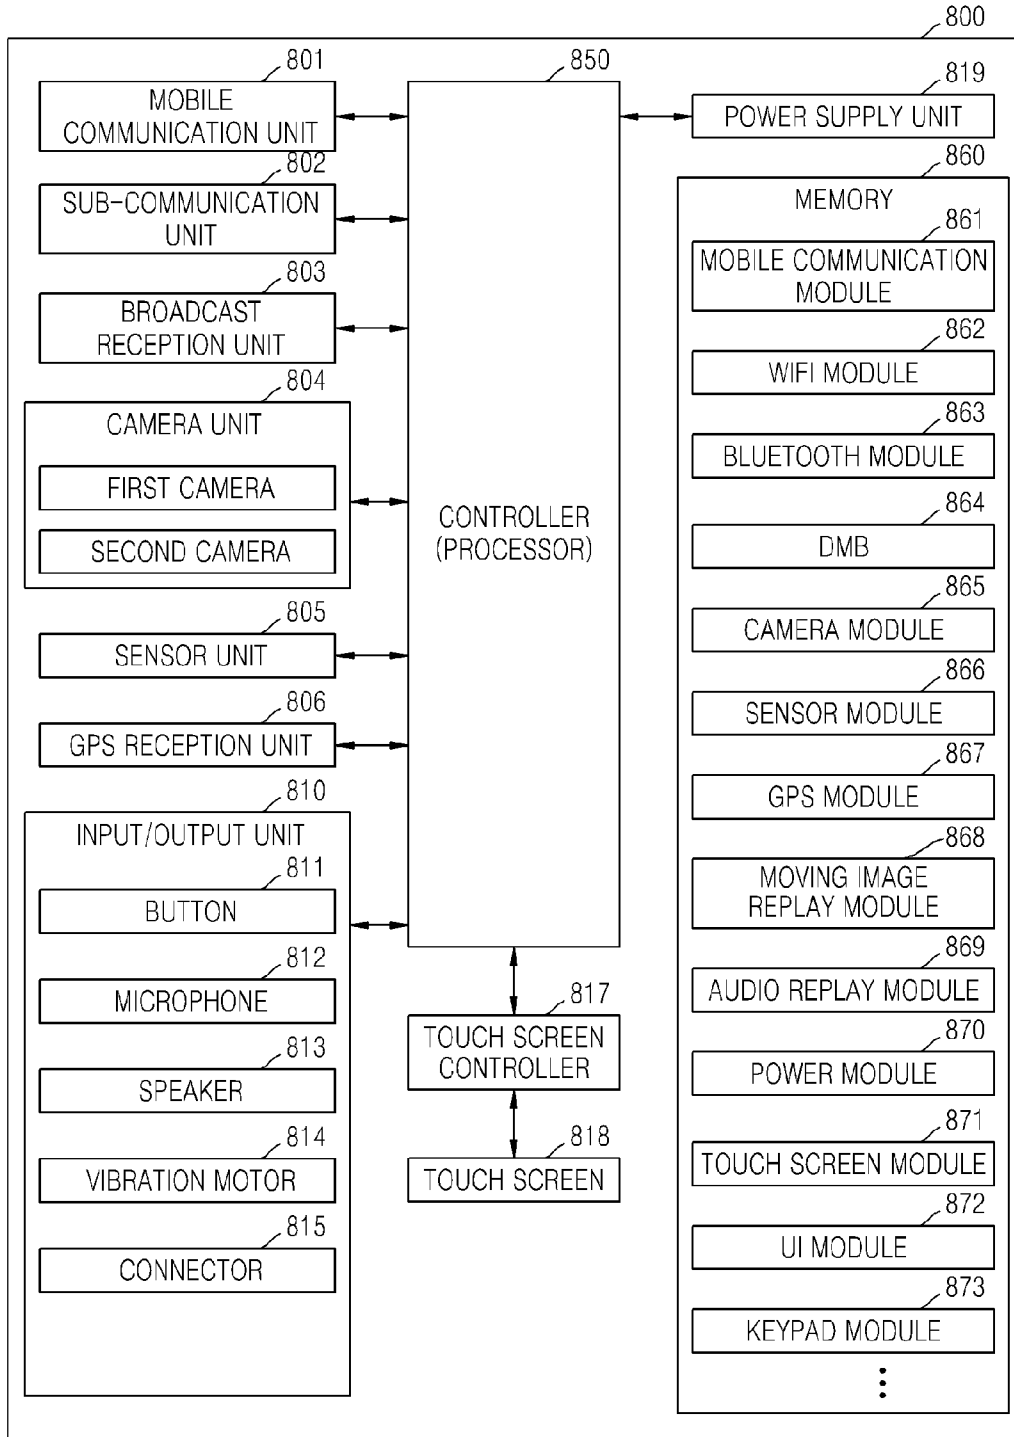 800
801
MOBILE
COMMUNICATION UNIT
802
SUB-COMMUNICATION
UNIT
803
BROADCAST
RECEPTION UNIT
804
CAMERA UNIT
FIRST CAMERA
SECOND CAMERA
805
SENSOR UNIT
806
GPS RECEPTION UNIT
810
INPUT/OUTPUT UNIT
811
BUTTON
812
MICROPHONE
813
SPEAKER
814
VIBRATION MOTOR
815
CONNECTOR
850
CONTROLLER
(PROCESSOR)
817
TOUCH SCREEN
CONTROLLER
818
TOUCH SCREEN
819
POWER SUPPLY UNIT
860
MEMORY
861
MOBILE COMMUNICATION
MODULE
862
WIFI MODULE
863
BLUETOOTH MODULE
864
DMB
865
CAMERA MODULE
866
SENSOR MODULE
867
GPS MODULE
868
MOVING IMAGE
REPLAY MODULE
869
AUDIO REPLAY MODULE
870
POWER MODULE
871
TOUCH SCREEN MODULE
872
UI MODULE
873
KEYPAD MODULE